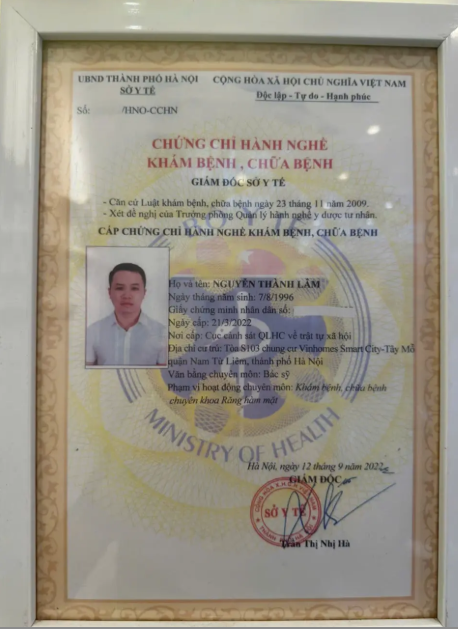 UBND THÀNH PHỐ HÀ NỘI
SỞ Y TẾ
CỘNG HÒA XÃ HỘI CHỦ NGHĨA VIỆT NAM
Độc lập - Tự do - Hạnh phúc
Số: /HNO-CCHN
CHỨNG CHỈ HÀNH NGHỀ
KHÁM BỆNH , CHỮA BỆNH
GIÁM ĐỐC SỞ Y TẾ
- Căn cứ Luật khám bệnh, chữa bệnh ngày 23 tháng 11 năm 2009.
- Xét đề nghị của Trưởng phòng Quản lý hành nghề y dược tư nhân.
CẤP CHỨNG CHỈ HÀNH NGHỀ KHÁM BỆNH, CHỮA BỆNH
Họ và tên: NGUYỄN THÀNH LÂM
Ngày tháng năm sinh: 7/8/1996
Giấy chứng minh nhân dân số:
Ngày cấp: 21/3/2022
Nơi cấp: Cục cảnh sát QLHC về trật tự xã hội
Địa chỉ cư trú: Tòa S103 chung cư Vinhomes Smart City-Tây Mỗ
quận Nam Từ Liêm, thành phố Hà Nội
Văn bằng chuyên môn: Bác sỹ
Phạm vi hoạt động chuyên môn: Khám bệnh, chữa bệnh
chuyên khoa Răng hàm mặt
MINISTRY OF HEALTH
Hà Nội, ngày 12 tháng 9 năm 2022
GIÁM ĐỐC
SỞ Y TẾ
Trần Thị Nhị Hà